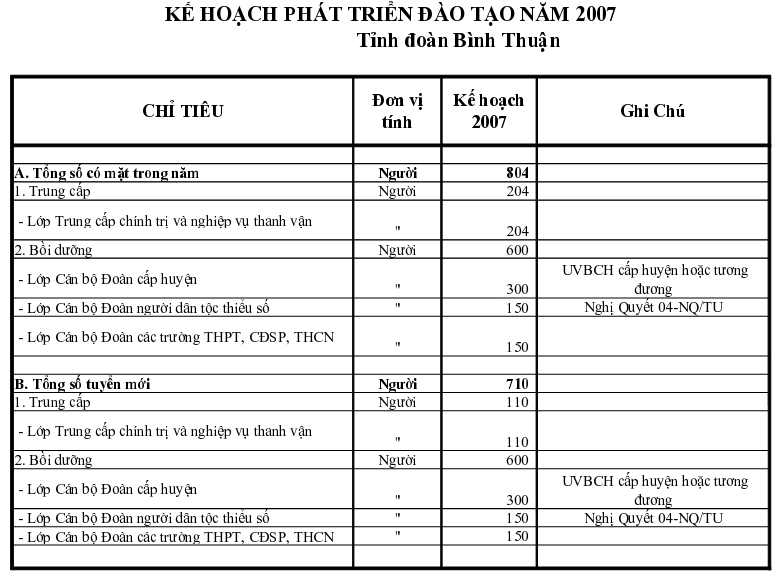 KẾ HOẠCH PHÁT TRIỂN ĐÀO TẠO NĂM 2007
Tỉnh đoàn Bình Thuận
CHỈ TIÊU Đơn vị tính Kế hoạch 2007 Ghi Chú
A. Tổng số có mặt trong năm Người 804
1. Trung cấp Người 204
- Lớp Trung cấp chính trị và nghiệp vụ thanh vận " 204
2. Bồi dưỡng Người 600
- Lớp Cán bộ Đoàn cấp huyện " 300 UVBCH cấp huyện hoặc tương đương
- Lớp Cán bộ Đoàn người dân tộc thiểu số " 150 Nghị Quyết 04-NQ/TU
- Lớp Cán bộ Đoàn các trường THPT, CĐSP, THCN " 150
B. Tổng số tuyển mới Người 710
1. Trung cấp Người 110
- Lớp Trung cấp chính trị và nghiệp vụ thanh vận " 110
2. Bồi dưỡng Người 600
- Lớp Cán bộ Đoàn cấp huyện " 300 UVBCH cấp huyện hoặc tương đương
- Lớp Cán bộ Đoàn người dân tộc thiểu số " 150 Nghị Quyết 04-NQ/TU
- Lớp Cán bộ Đoàn các trường THPT, CĐSP, THCN " 150